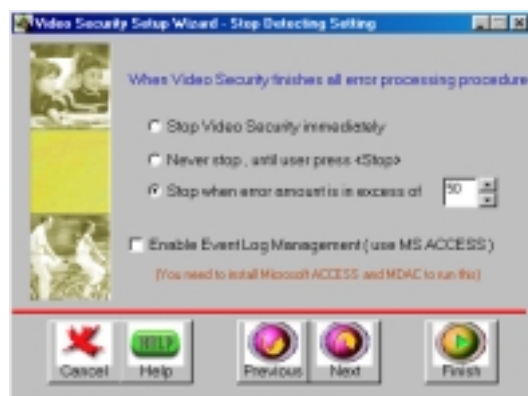 Video Security Setup Wizard - Stop Detecting Setting
When Video Security finishes all error processing procedure
Stop Video Security immediately
Never stop , until user press <Stop>
Stop when error amount is in excess of 50
Enable Event Log Management ( use MS ACCESS )
(You need to install Microsoft ACCESS and MDAC to run this)
HELP
Cancel Help Previous Next Finish